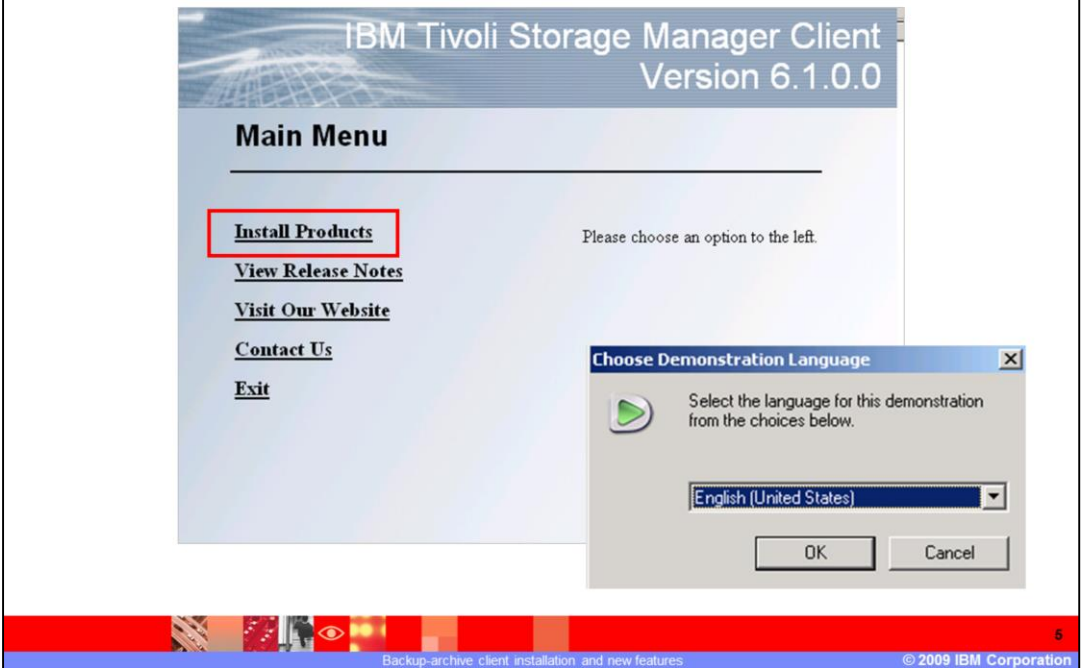 IBM Tivoli Storage Manager Client
Version 6.1.0.0
Main Menu
Install Products
Please choose an option to the left.
View Release Notes
Visit Our Website
Contact Us
Exit
Choose Demonstration Language
Select the language for this demonstration
from the choices below.
English (United States)
OK Cancel
5
Backup-archive client installation and new features © 2009 IBM Corporation